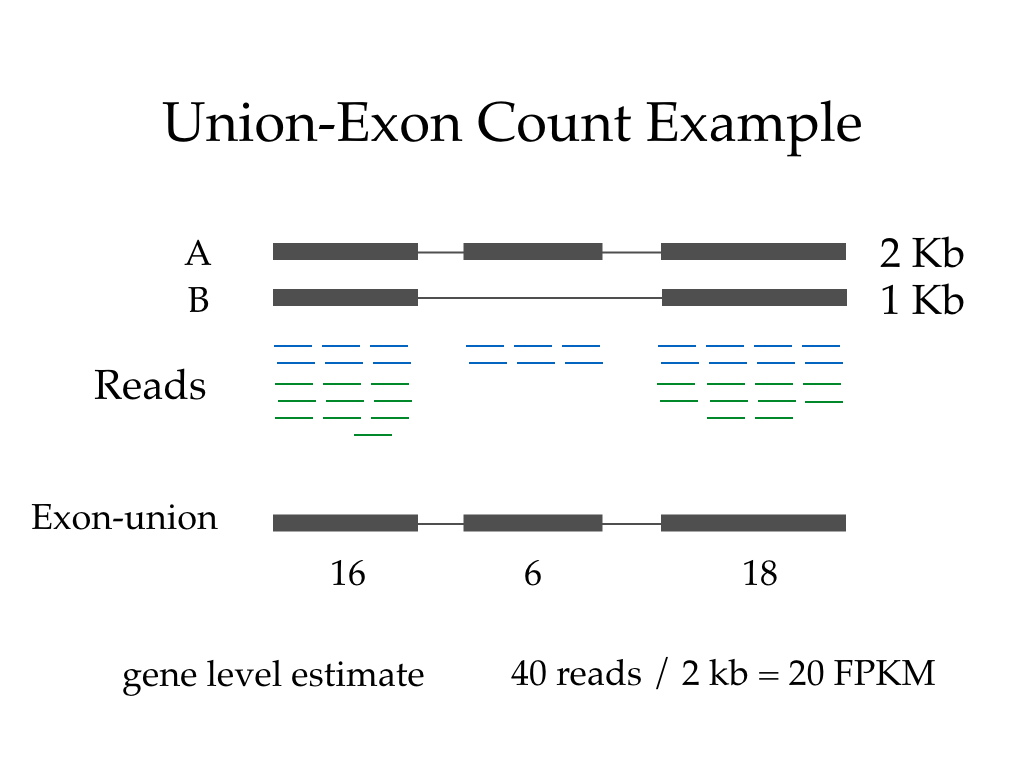 Union-Exon Count Example
A 2 Kb
B 1 Kb
Reads
Exon-union
16 6 18
gene level estimate 40 reads / 2 kb = 20 FPKM